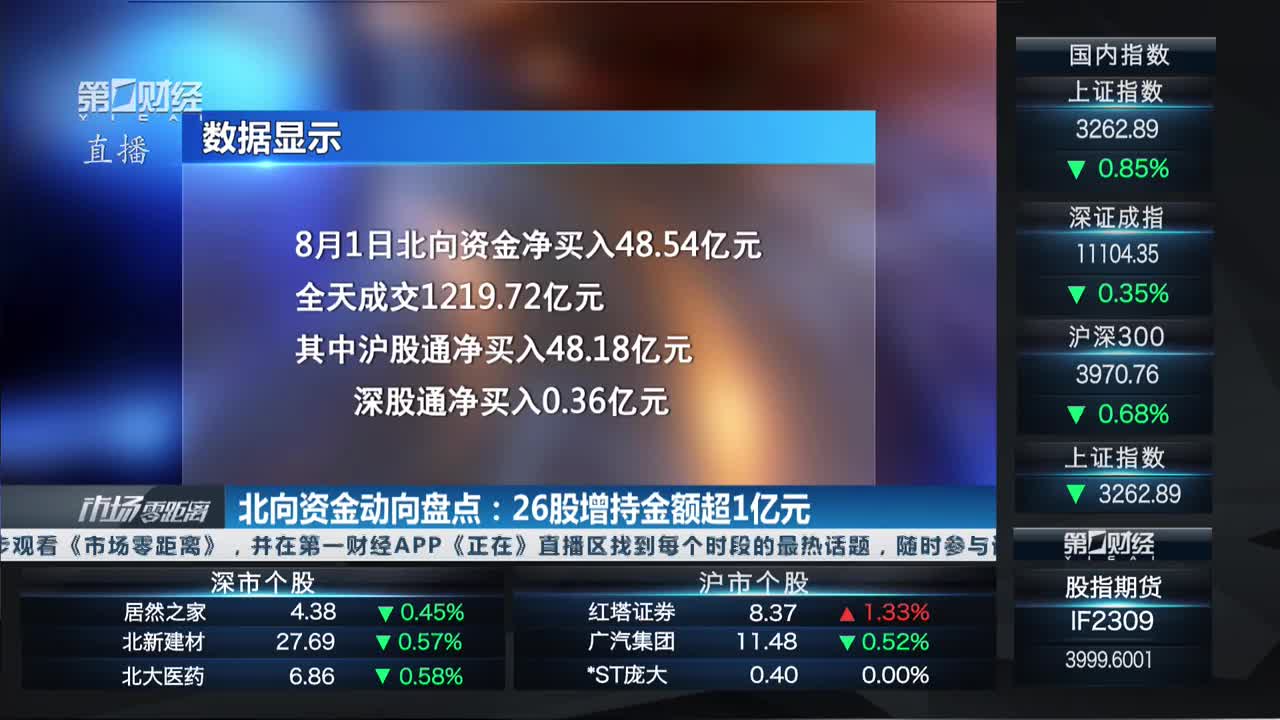 第一财经
YICAI
直播
数据显示
8月1日北向资金净买入48.54亿元
全天成交1219.72亿元
其中沪股通净买入48.18亿元
深股通净买入0.36亿元
市场零距离
北向资金动向盘点：26股增持金额超1亿元
步观看《市场零距离》，并在第一财经APP《正在》直播区找到每个时段的最热话题，随时参与
深市个股
居然之家 4.38 ▼0.45%
北新建材 27.69 ▼0.57%
北大医药 6.86 ▼0.58%
沪市个股
红塔证券 8.37 ▲1.33%
广汽集团 11.48 ▼0.52%
*ST庞大 0.40 0.00%
国内指数
上证指数
3262.89
▼ 0.85%
深证成指
11104.35
▼ 0.35%
沪深300
3970.76
▼ 0.68%
上证指数
▼ 3262.89
第一财经
YICAI
股指期货
IF2309
3999.6001